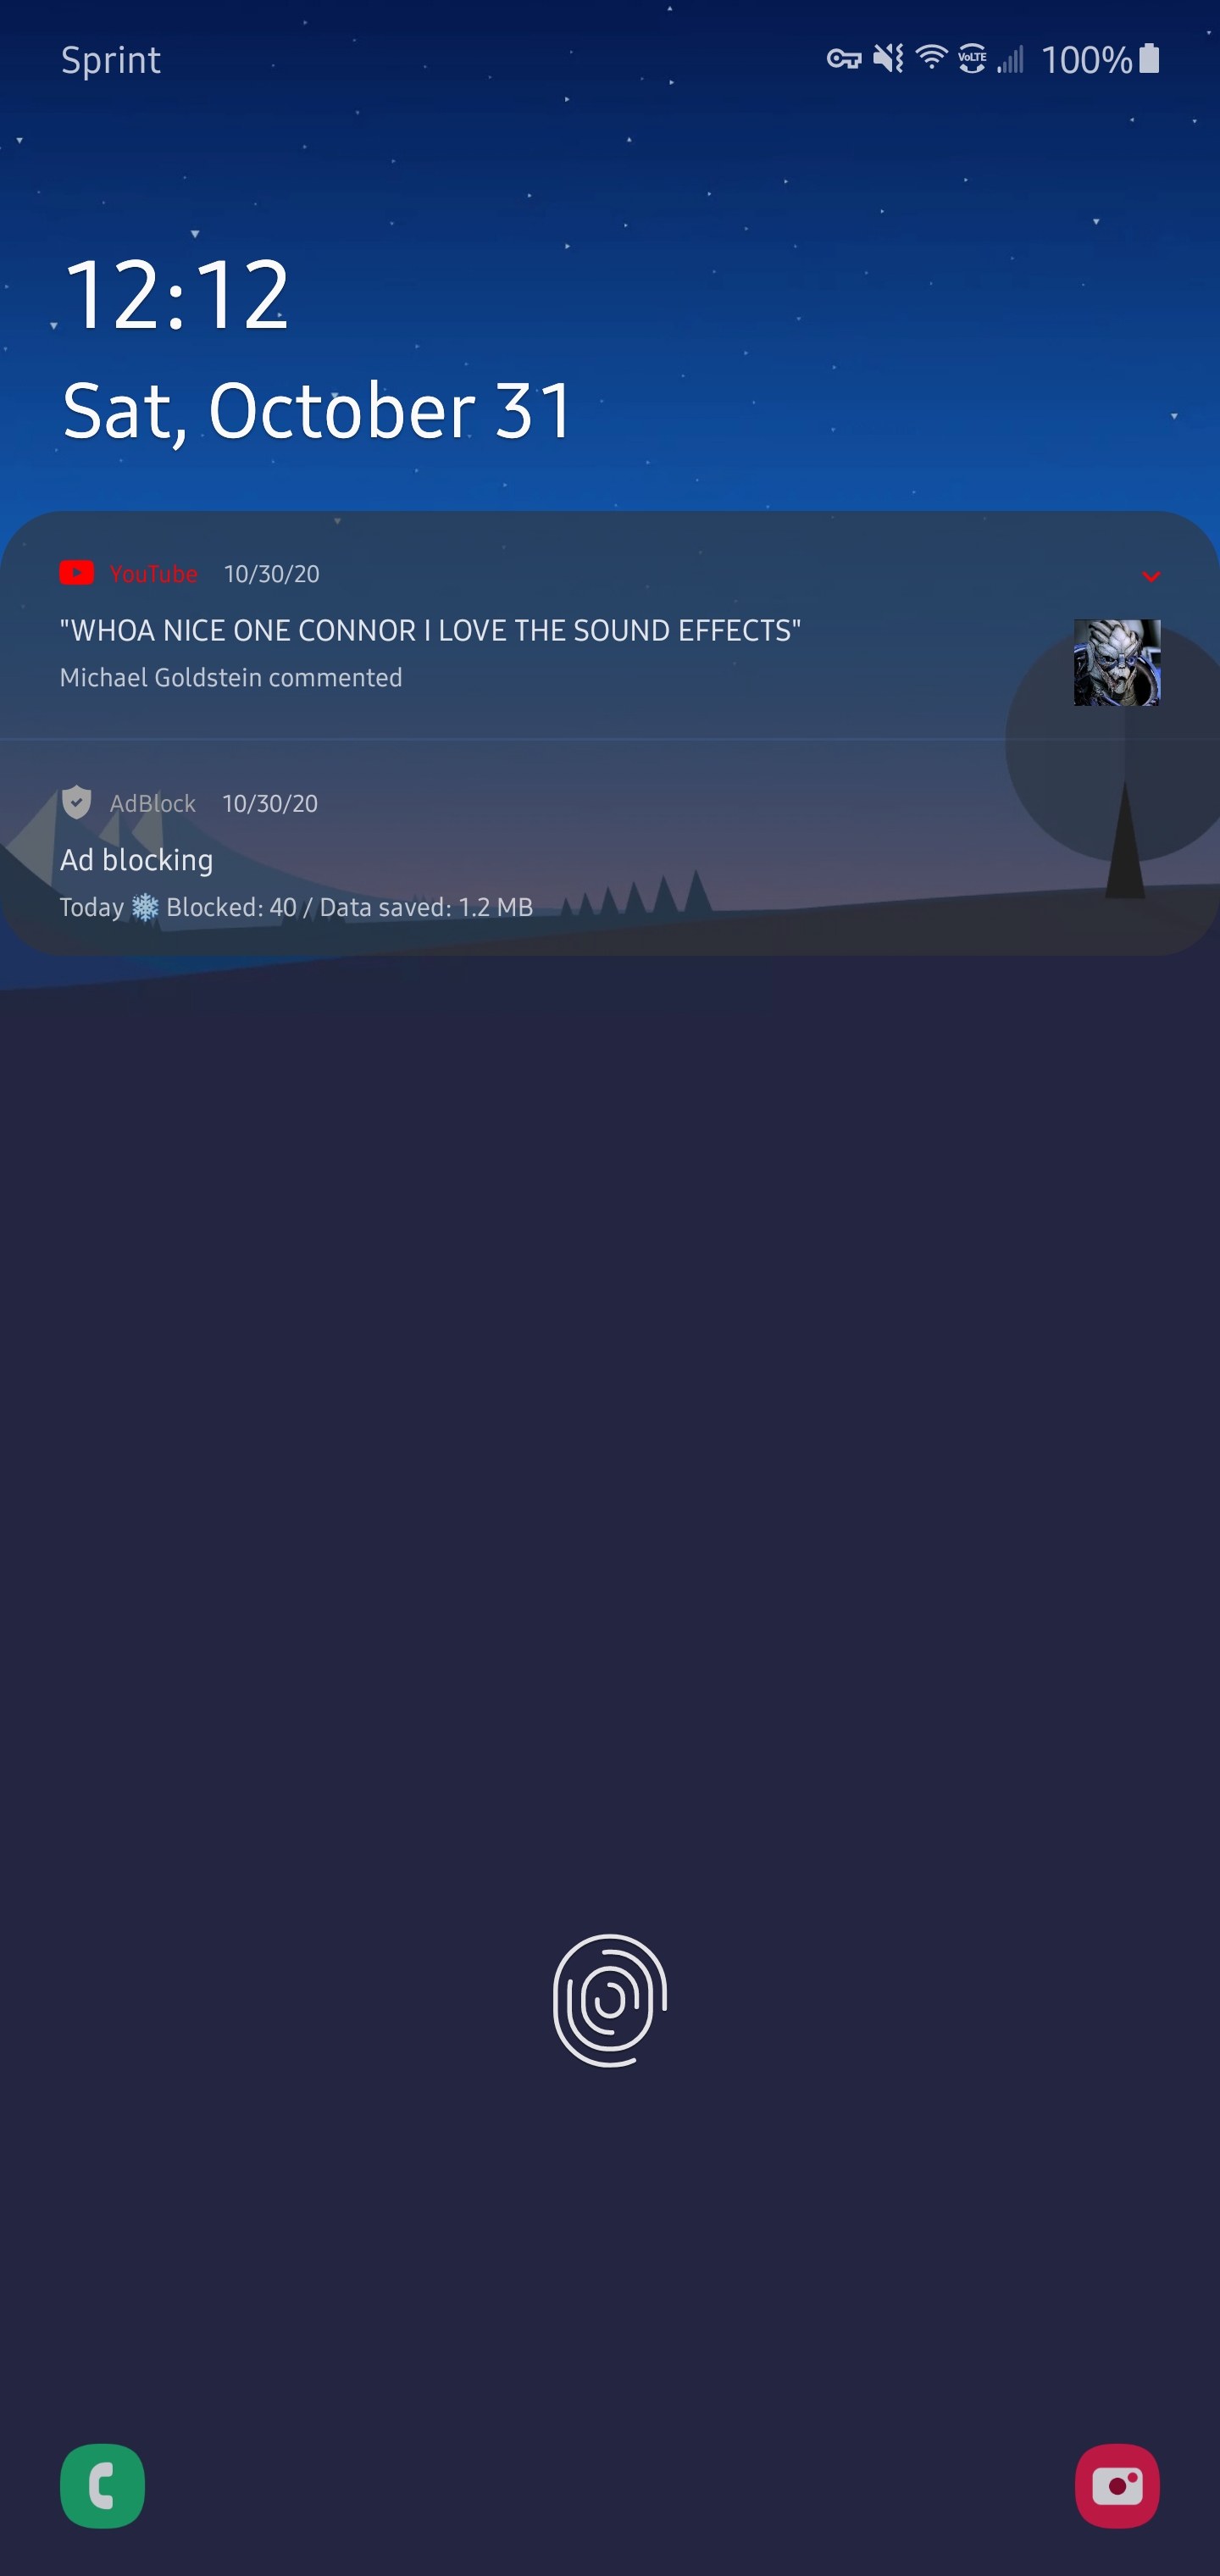 Sprint
VoLTE
100%
12:12
Sat, October 31
YouTube 10/30/20
"WHOA NICE ONE CONNOR I LOVE THE SOUND EFFECTS"
Michael Goldstein commented
AdBlock 10/30/20
Ad blocking
Today ❄️ Blocked: 40 / Data saved: 1.2 MB